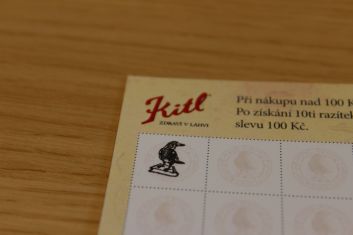 Kitl
ZDRAVÍ V LAHVI
Při nákupu nad 100 K
Po získání 10ti razítek
slevu 100 Kč.